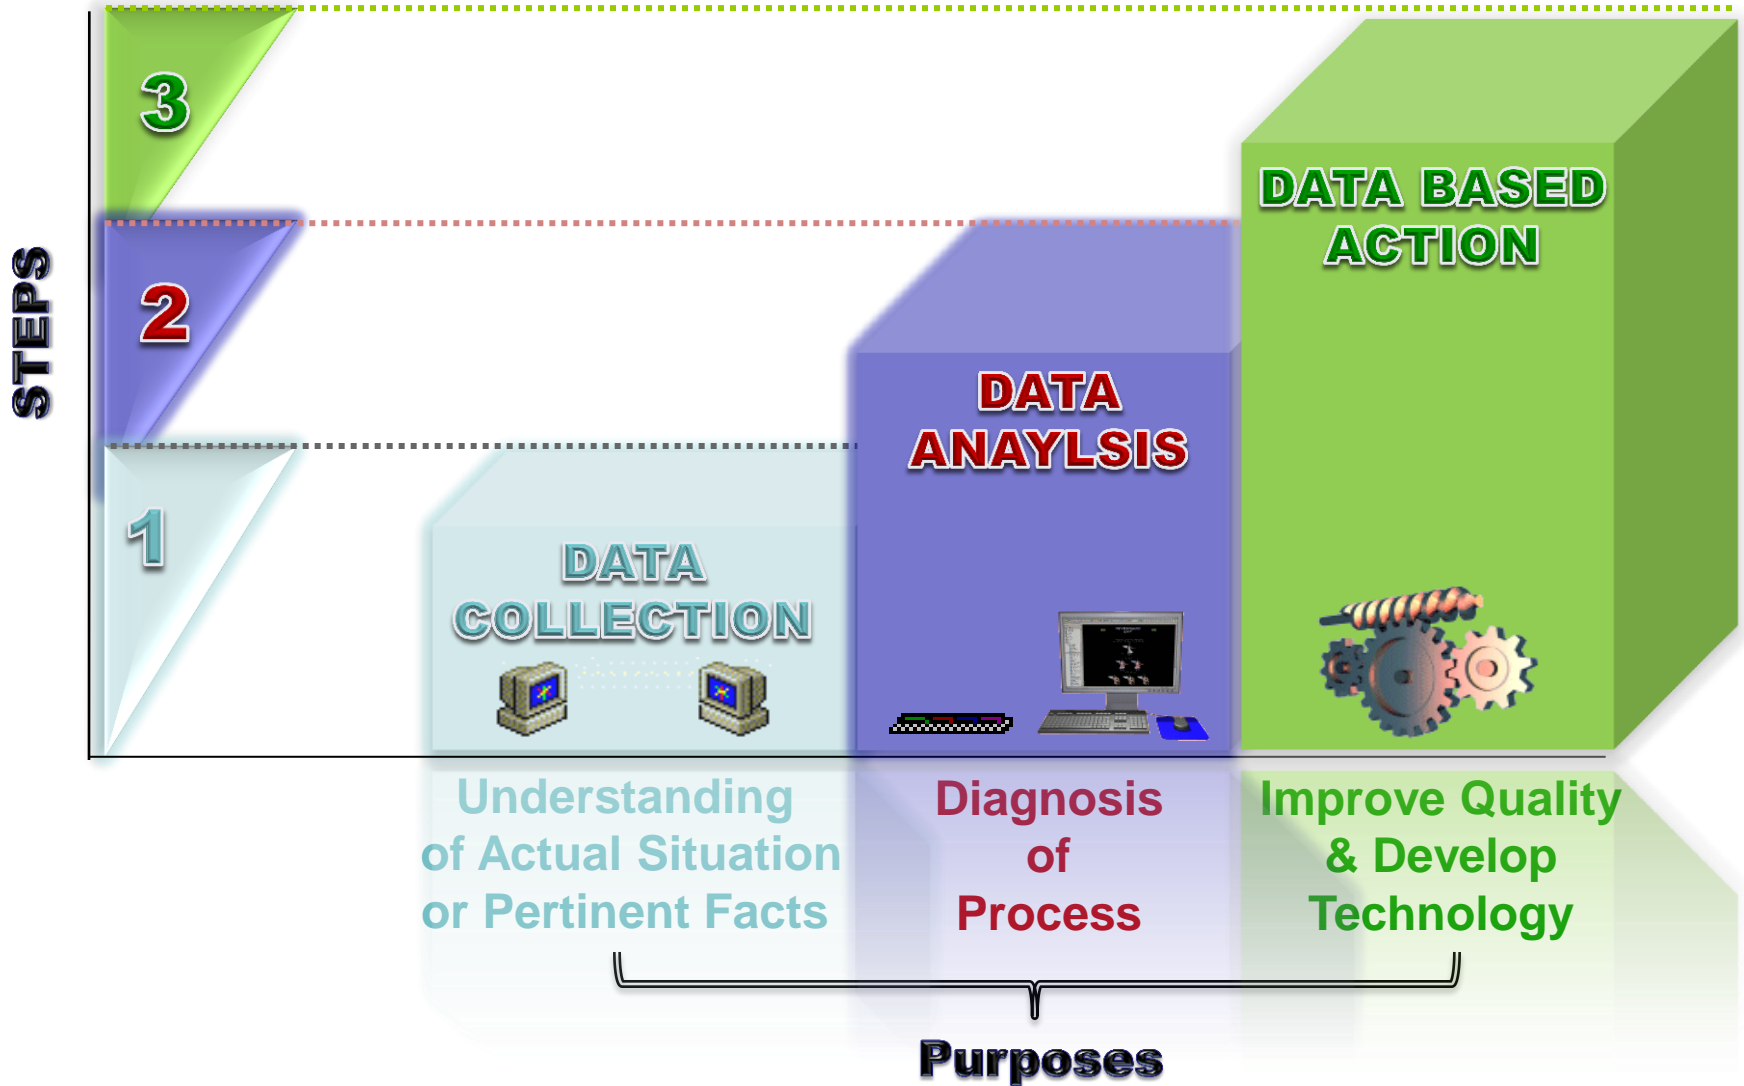 STEPS
3
2
1
DATA
COLLECTION
DATA
ANAYLSIS
DATA BASED
ACTION
Understanding
of Actual Situation
or Pertinent Facts
Diagnosis
of
Process
Improve Quality
& Develop
Technology
Purposes